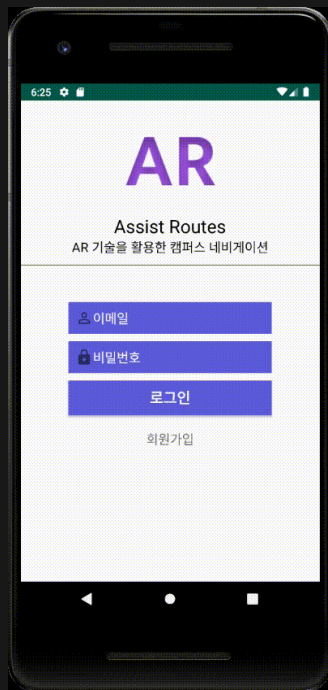 6:25
AR
Assist Routes
AR 기술을 활용한 캠퍼스 네비게이션
이메일
비밀번호
로그인
회원가입